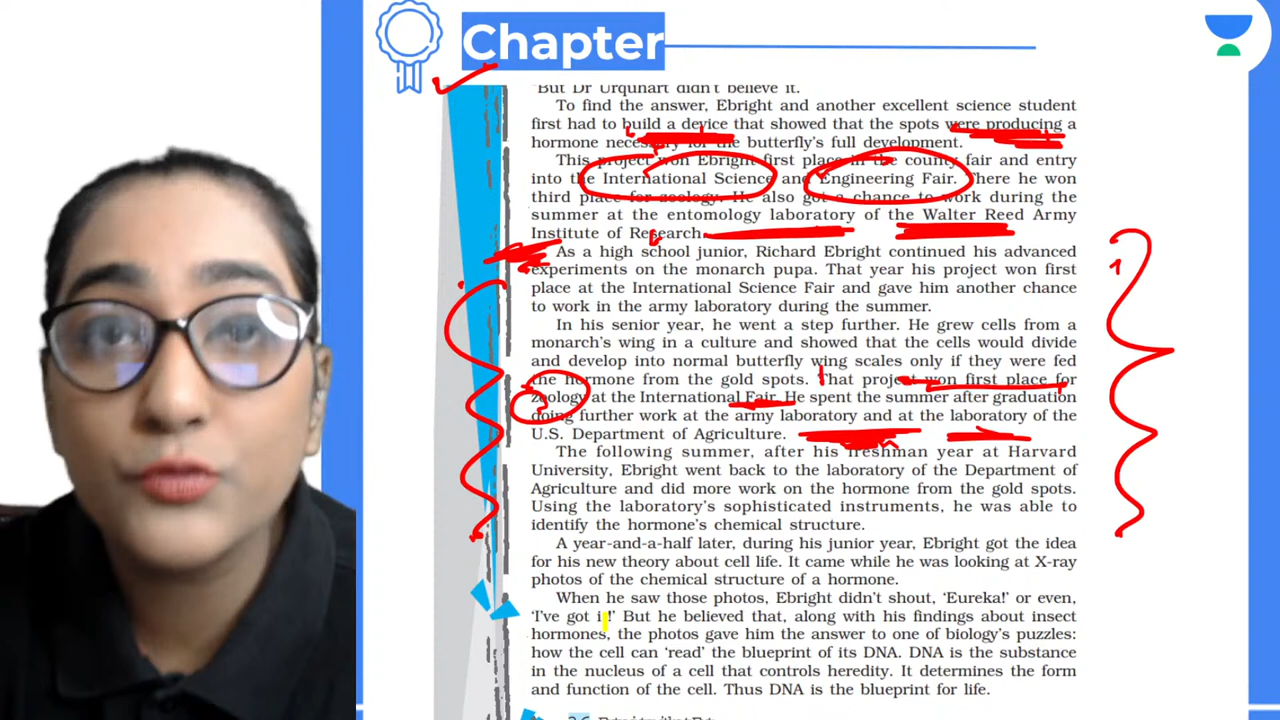 Chapter
'But Dr Urquhart didn't believe it.
To find the answer, Ebright and another excellent science student
first had to build a device that showed that the spots were producing a
hormone necessary for the butterfly's full development.
This project won Ebright first place in the county fair and entry
into the International Science and Engineering Fair. There he won
third place for zoology. He also got a chance to work during the
summer at the entomology laboratory of the Walter Reed Army
Institute of Research.
As a high school junior, Richard Ebright continued his advanced
experiments on the monarch pupa. That year his project won first
place at the International Science Fair and gave him another chance
to work in the army laboratory during the summer.
In his senior year, he went a step further. He grew cells from a
monarch's wing in a culture and showed that the cells would divide
and develop into normal butterfly wing scales only if they were fed
the hormone from the gold spots. That project won first place for
zoology at the International Fair. He spent the summer after graduation
doing further work at the army laboratory and at the laboratory of the
U.S. Department of Agriculture.
The following summer, after his freshman year at Harvard
University, Ebright went back to the laboratory of the Department of
Agriculture and did more work on the hormone from the gold spots.
Using the laboratory's sophisticated instruments, he was able to
identify the hormone's chemical structure.
A year-and-a-half later, during his junior year, Ebright got the idea
for his new theory about cell life. It came while he was looking at X-ray
photos of the chemical structure of a hormone.
When he saw those photos, Ebright didn't shout, 'Eureka!' or even,
'I've got it!' But he believed that, along with his findings about insect
hormones, the photos gave him the answer to one of biology's puzzles:
how the cell can 'read' the blueprint of its DNA. DNA is the substance
in the nucleus of a cell that controls heredity. It determines the form
and function of the cell. Thus DNA is the blueprint for life.